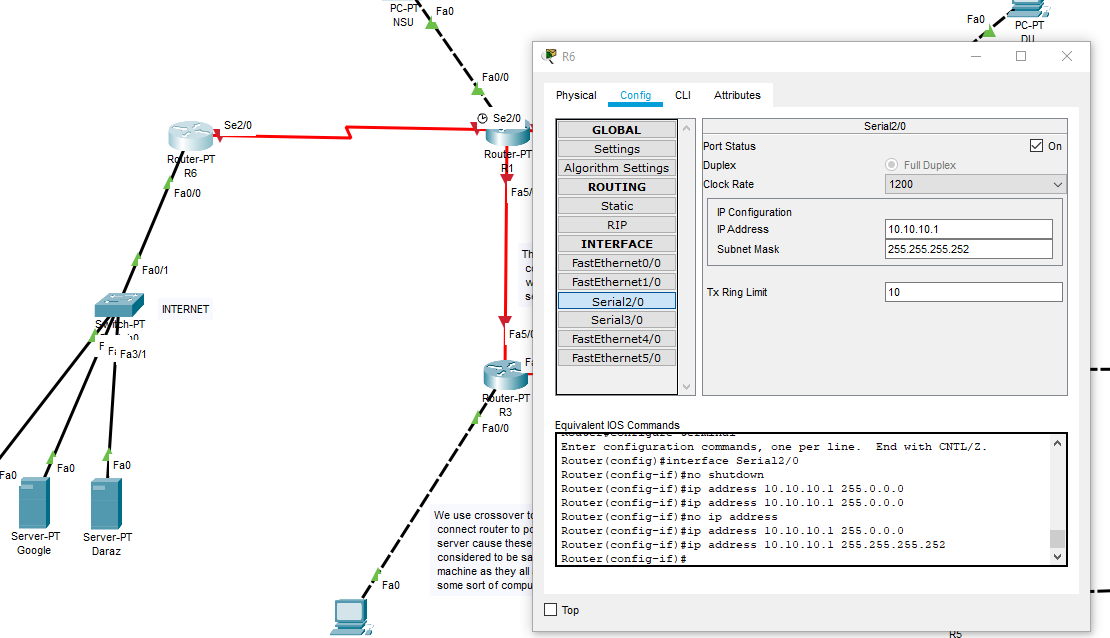 PC-PT
NSU
Fa0
Fa0/0
Fa0
PC-PT
DU
Se2/0
Router-PT
R6
Fa0/0
Se2/0
Router-PT
R1
Fa5/
Fa0/1
INTERNET
Switch-PT
Fa3/1
Fa5/0
Router-PT
R3
Fa0/0
Fa0
Fa0
Fa0
Server-PT
Google
Server-PT
Daraz
We use crossover to
connect router to
server cause these
considered to be
machine as they all
some sort of
Fa0
R5
R6
Physical
Config
CLI
Attributes
GLOBAL
Settings
Algorithm Settings
ROUTING
Static
RIP
INTERFACE
FastEthernet0/0
FastEthernet1/0
Serial2/0
Serial3/0
FastEthernet4/0
FastEthernet5/0
Serial2/0
Port Status
On
Duplex
Full Duplex
Clock Rate
1200
IP Configuration
IP Address
10.10.10.1
Subnet Mask
255.255.255.252
Tx Ring Limit
10
Equivalent IOS Commands
Router#configure terminal
Enter configuration commands, one per line. End with CNTL/Z.
Router(config)#interface Serial2/0
Router(config-if)#no shutdown
Router(config-if)#ip address 10.10.10.1 255.0.0.0
Router(config-if)#ip address 10.10.10.1 255.0.0.0
Router(config-if)#no ip address
Router(config-if)#ip address 10.10.10.1 255.0.0.0
Router(config-if)#ip address 10.10.10.1 255.255.255.252
Router(config-if)#
Top